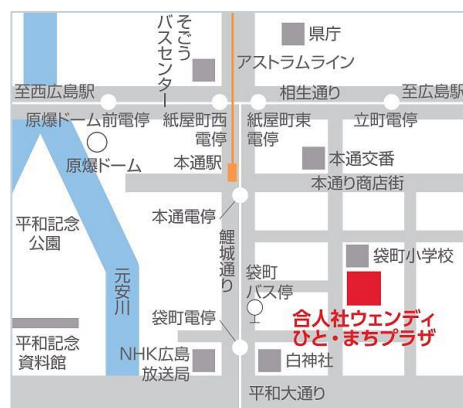 そごう
バスセンター
県庁
アストラムライン
至西広島駅
相生通り
至広島駅
原爆ドーム前電停
紙屋町西
電停
紙屋町東
電停
立町電停
原爆ドーム
本通駅
本通交番
本通り商店街
本通電停
平和記念
公園
鯉城通り
袋町小学校
元安川
袋町
バス停
合人社ウェンディ
ひと・まちプラザ
袋町電停
平和記念
資料館
NHK広島
放送局
白神社
平和大通り